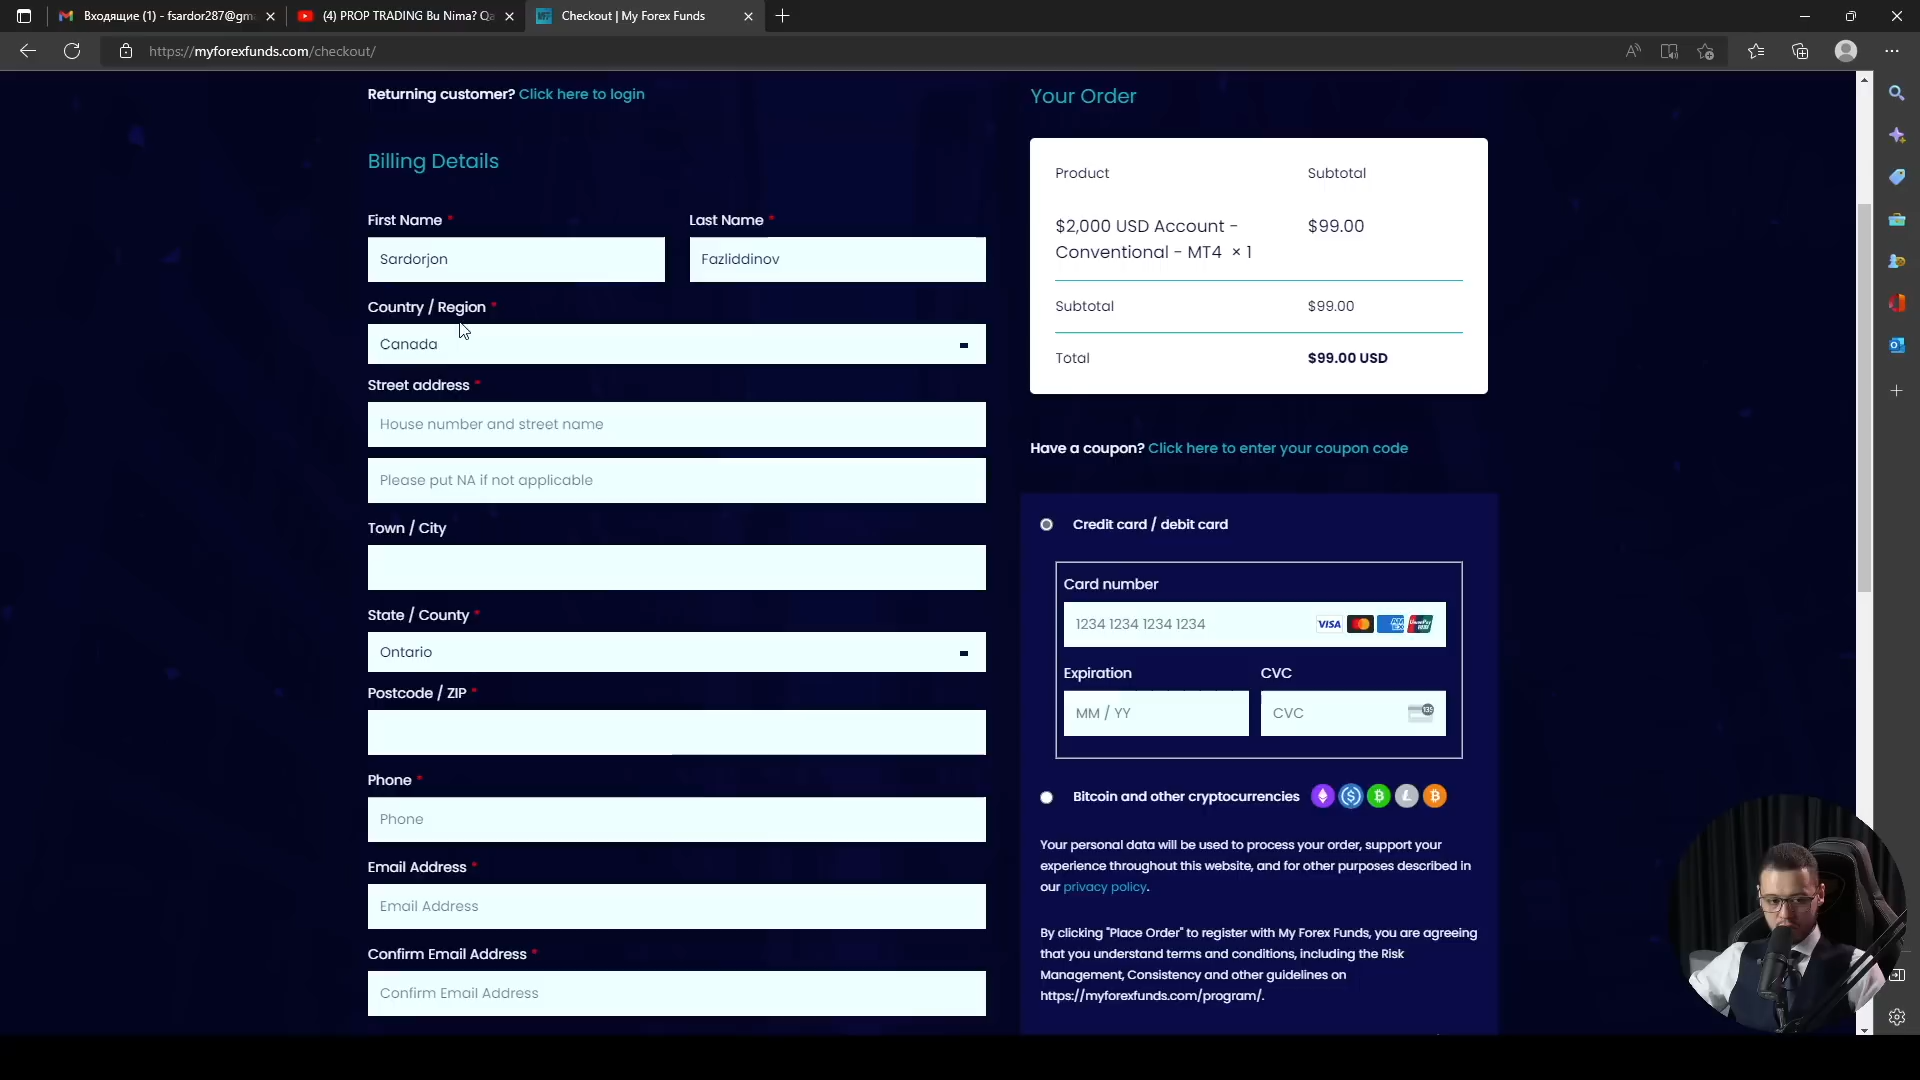 Входящие (1) - fsardor287@gm
(4) PROP TRADING Bu Nima? Qa
Checkout | My Forex Funds
https://myforexfunds.com/checkout/
Returning customer? Click here to login
Billing Details
First Name *
Last Name *
Sardorjon
Fazliddinov
Country / Region *
Canada
Street address *
House number and street name
Please put NA if not applicable
Town / City
State / County *
Ontario
Postcode / ZIP *
Phone *
Phone
Email Address *
Email Address
Confirm Email Address *
Confirm Email Address
Your Order
Product
Subtotal
$2,000 USD Account -
Conventional - MT4 × 1
$99.00
Subtotal
$99.00
Total
$99.00 USD
Have a coupon? Click here to enter your coupon code
Credit card / debit card
Card number
1234 1234 1234 1234
VISA
Expiration
CVC
MM / YY
CVC
Bitcoin and other cryptocurrencies
Your personal data will be used to process your order, support your
experience throughout this website, and for other purposes described in
our privacy policy.
By clicking "Place Order" to register with My Forex Funds, you are agreeing
that you understand terms and conditions, including the Risk
Management, Consistency and other guidelines on
https://myforexfunds.com/program/.